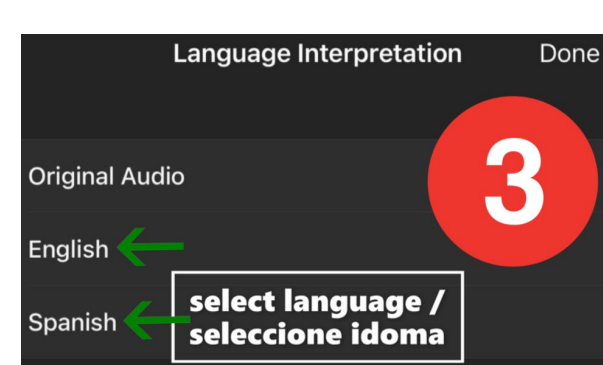 Language Interpretation Done
3
Original Audio
English
Spanish
select language /
seleccione idoma